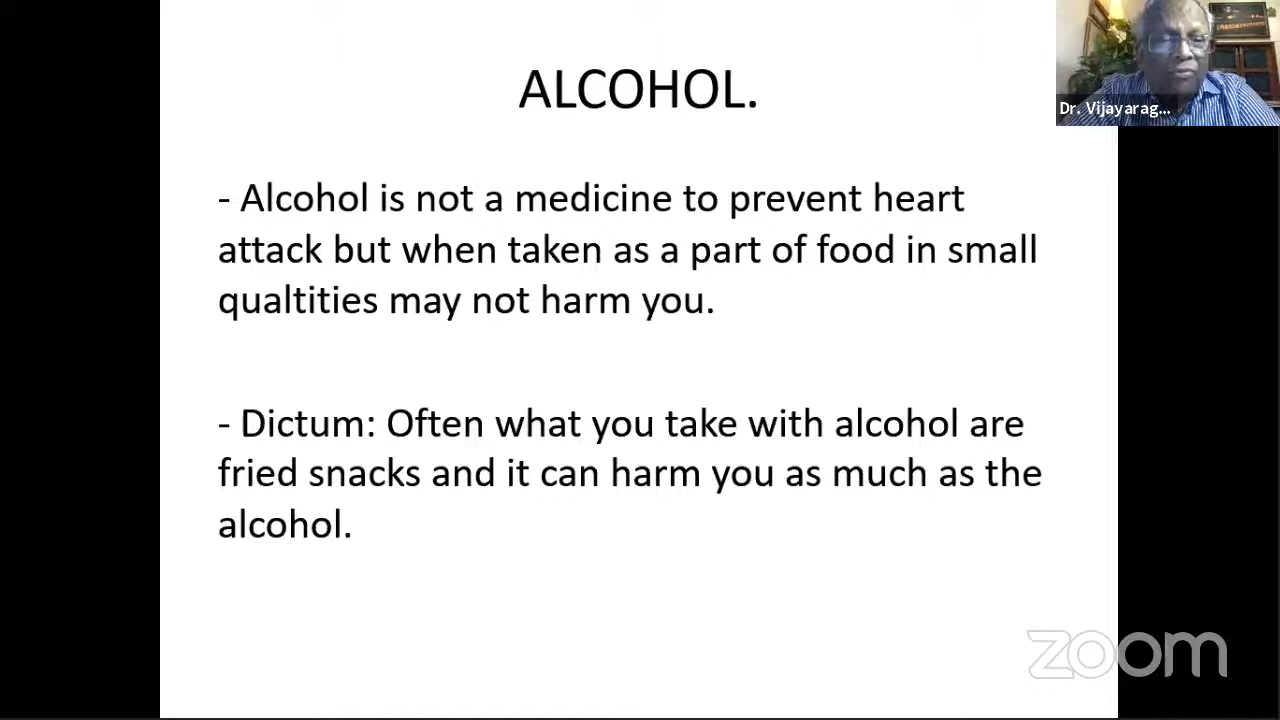 ALCOHOL.
Dr. Vijayarag...
- Alcohol is not a medicine to prevent heart
attack but when taken as a part of food in small
qualtities may not harm you.
- Dictum: Often what you take with alcohol are
fried snacks and it can harm you as much as the
alcohol.
zoom